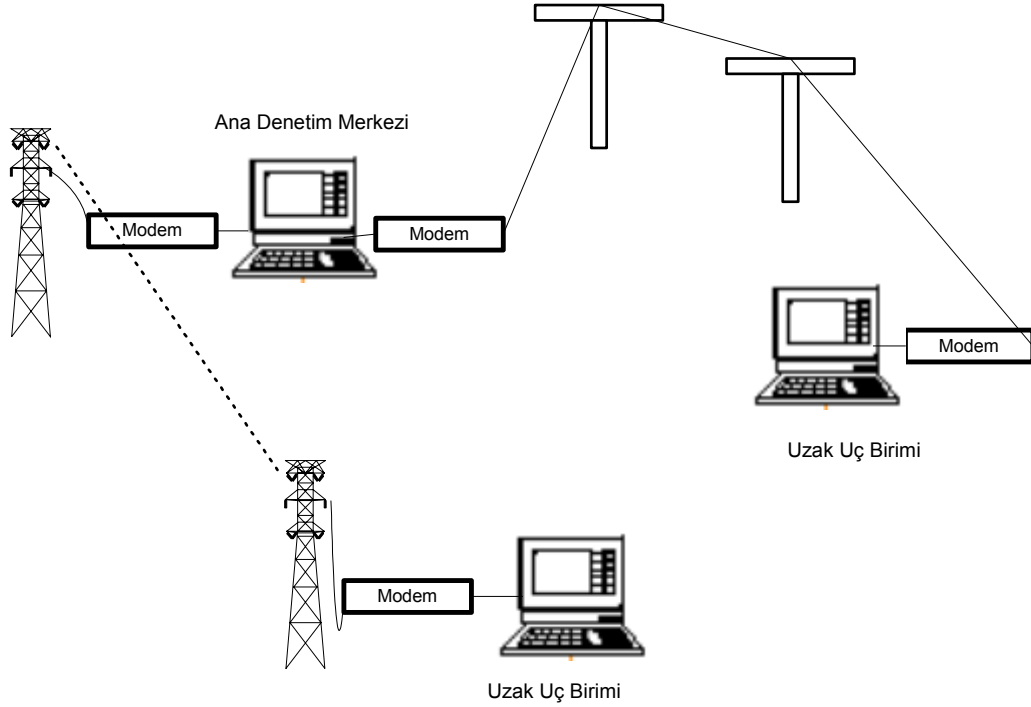 Ana Denetim Merkezi
Modem
Modem
Modem
Uzak Uç Birimi
Modem
Uzak Uç Birimi